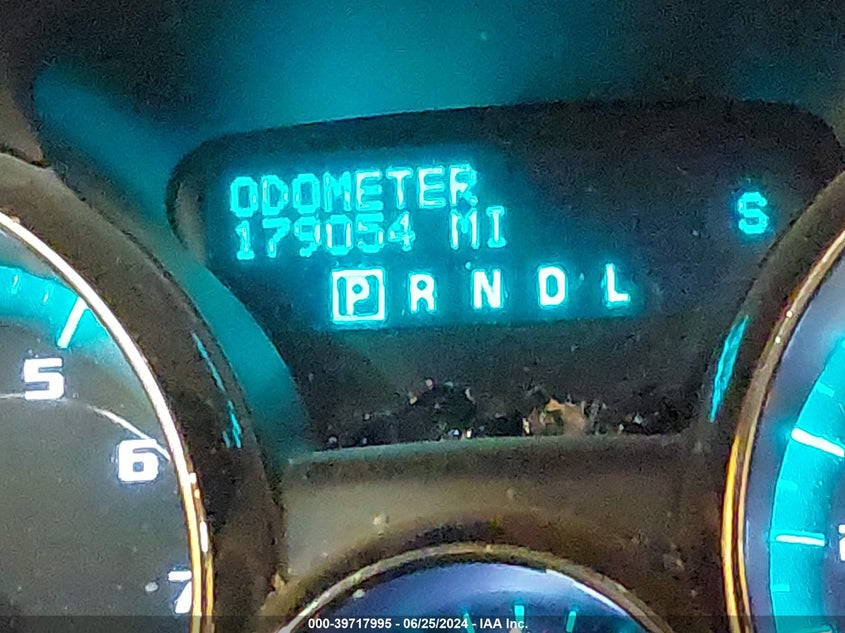 ODOMETER
179054 MI
S
P R N D L
5
6
7
000-39717995 - 06/25/2024 - IAA Inc.